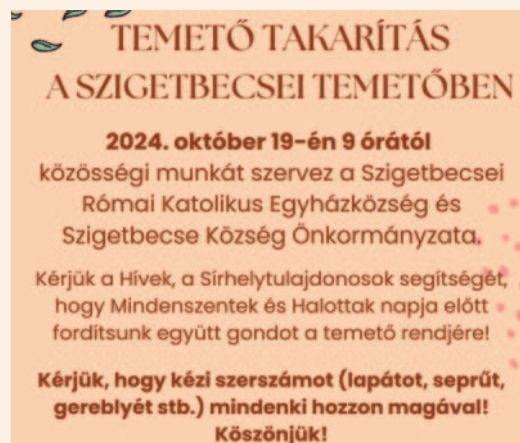 TEMETŐ TAKARÍTÁS
A SZIGETBECSEI TEMETŐBEN
2024. október 19-én 9 órától
közösségi munkát szervez a Szigetbecsei
Római Katolikus Egyházközség és
Szigetbecse Község Önkormányzata.
Kérjük a Hívek, a Sírhelytulajdonosok segítségét,
hogy Mindenszentek és Halottak napja előtt
fordítsunk együtt gondot a temető rendjére!
Kérjük, hogy kézi szerszámot (lapátot, seprűt,
gereblyét stb.) mindenki hozzon magával!
Köszönjük!